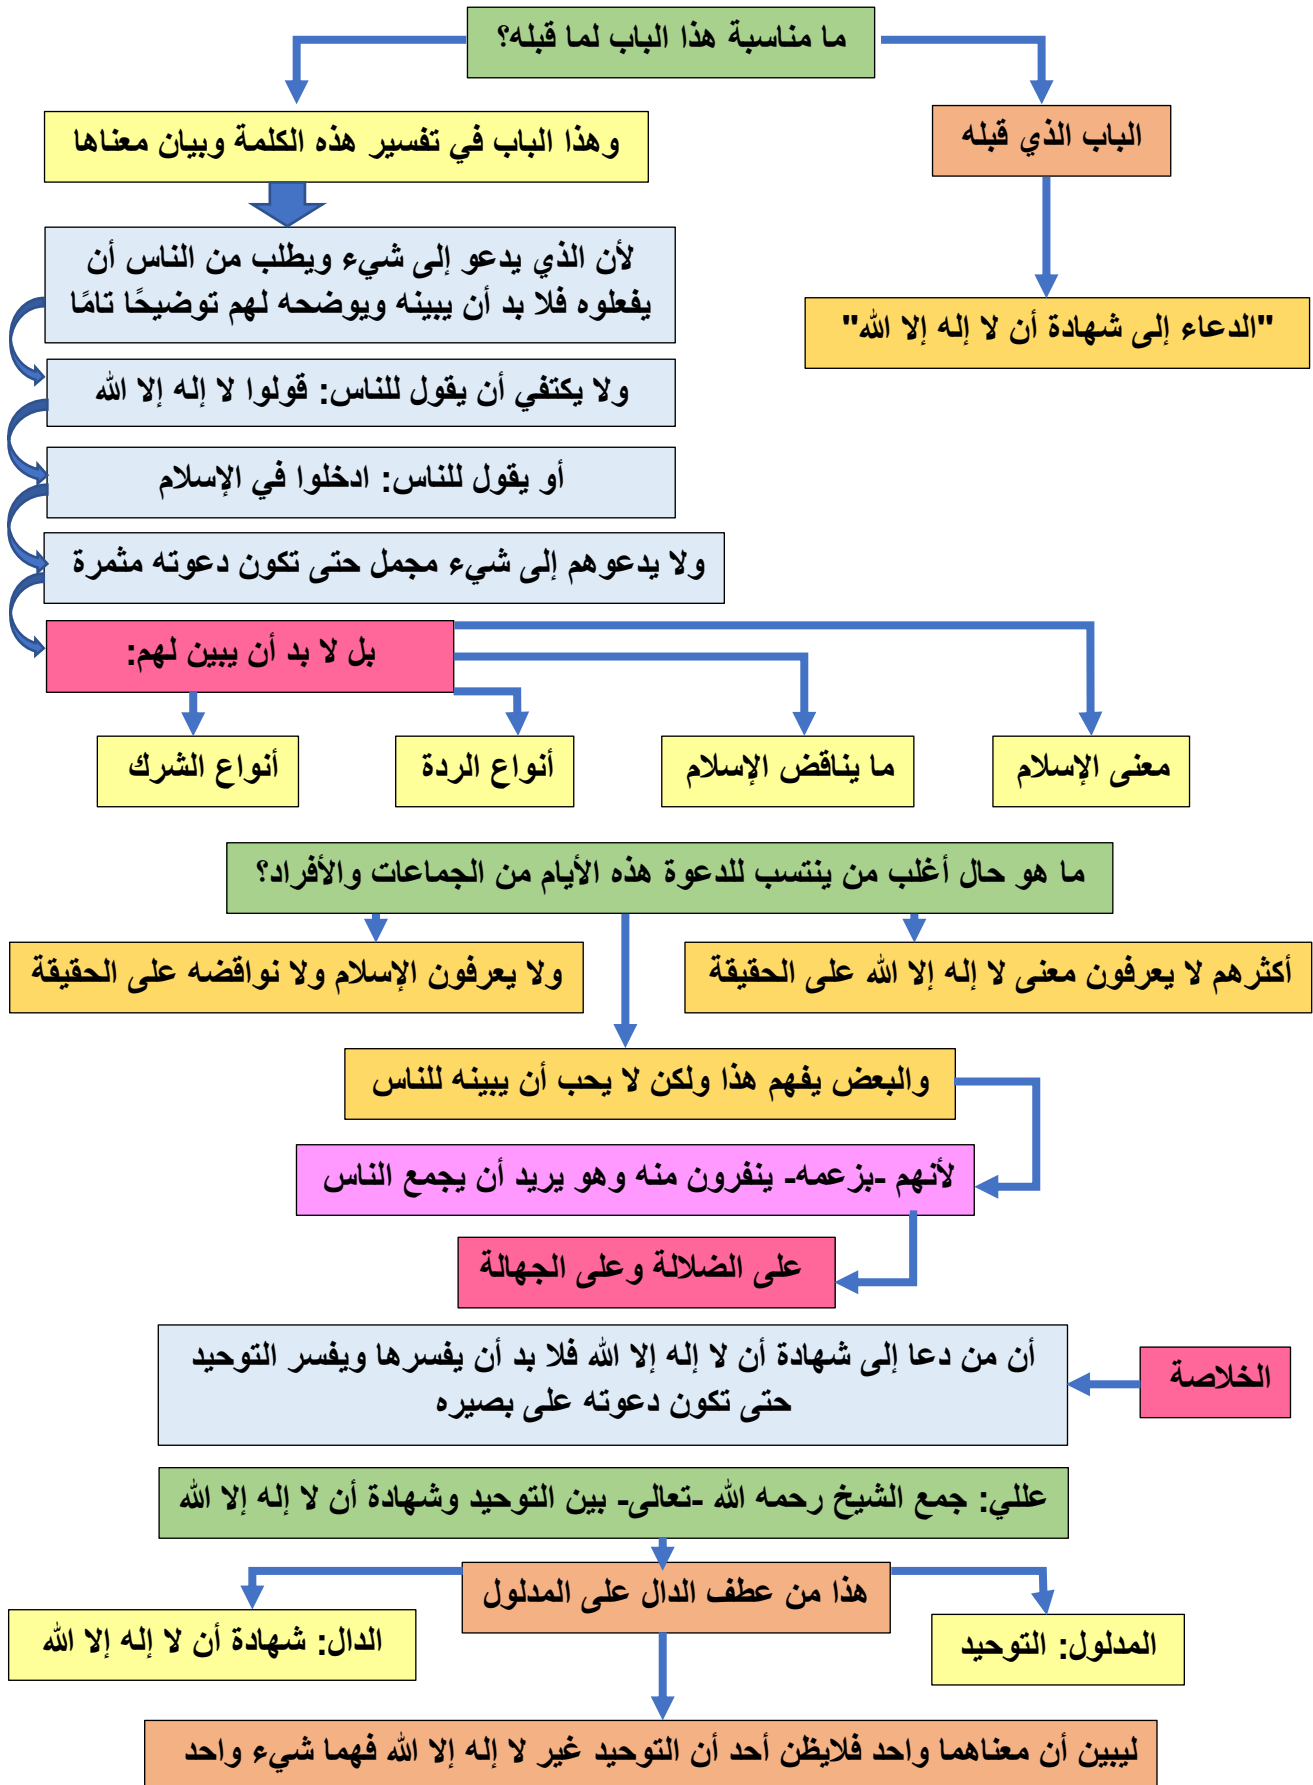 ما مناسبة هذا الباب لما قبله؟
الباب الذي قبله
"الدعاء إلى شهادة أن لا إله إلا الله"
وهذا الباب في تفسير هذه الكلمة وبيان معناها
لأن الذي يدعو إلى شيء ويطلب من الناس أن
يفعلوه فلا بد أن يبينه ويوضحه لهم توضيحًا تامًا
ولا يكتفي أن يقول للناس: قولوا لا إله إلا الله
أو يقول للناس: ادخلوا في الإسلام
ولا يدعوهم إلى شيء مجمل حتى تكون دعوته مثمرة
بل لا بد أن يبين لهم:
معنى الإسلام
ما يناقض الإسلام
أنواع الردة
أنواع الشرك
ما هو حال أغلب من ينتسب للدعوة هذه الأيام من الجماعات والأفراد؟
أكثرهم لا يعرفون معنى لا إله إلا الله على الحقيقة
ولا يعرفون الإسلام ولا نواقضه على الحقيقة
والبعض يفهم هذا ولكن لا يحب أن يبينه للناس
لأنهم -بزعمه- ينفرون منه وهو يريد أن يجمع الناس
على الضلالة وعلى الجهالة
الخلاصة
أن من دعا إلى شهادة أن لا إله إلا الله فلا بد أن يفسرها ويفسر التوحيد
حتى تكون دعوته على بصيره
عللي: جمع الشيخ رحمه الله -تعالى- بين التوحيد وشهادة أن لا إله إلا الله
هذا من عطف الدال على المدلول
المدلول: التوحيد
الدال: شهادة أن لا إله إلا الله
ليبين أن معناهما واحد فلايظن أحد أن التوحيد غير لا إله إلا الله فهما شيء واحد